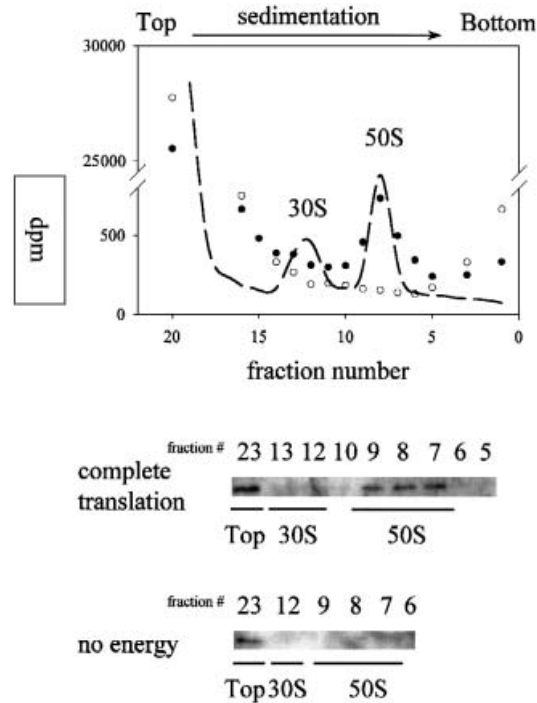 Top sedimentation Bottom
30000
25000
50S
dpm
30S
500
0
20 15 10 5 0
fraction number
fraction # 23 13 12 10 9 8 7 6 5
complete
translation
Top 30S 50S
fraction # 23 12 9 8 7 6
no energy
Top 30S 50S